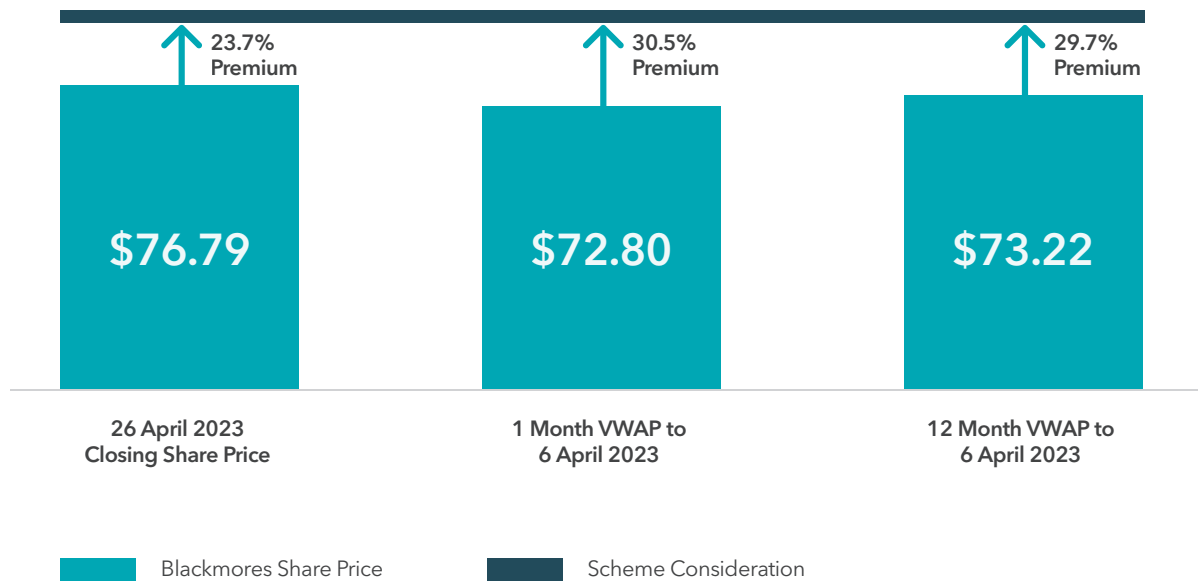 23.7%
Premium
30.5%
Premium
29.7%
Premium
$76.79
$72.80
$73.22
26 April 2023
Closing Share Price
1 Month VWAP to
6 April 2023
12 Month VWAP to
6 April 2023
Blackmores Share Price
Scheme Consideration